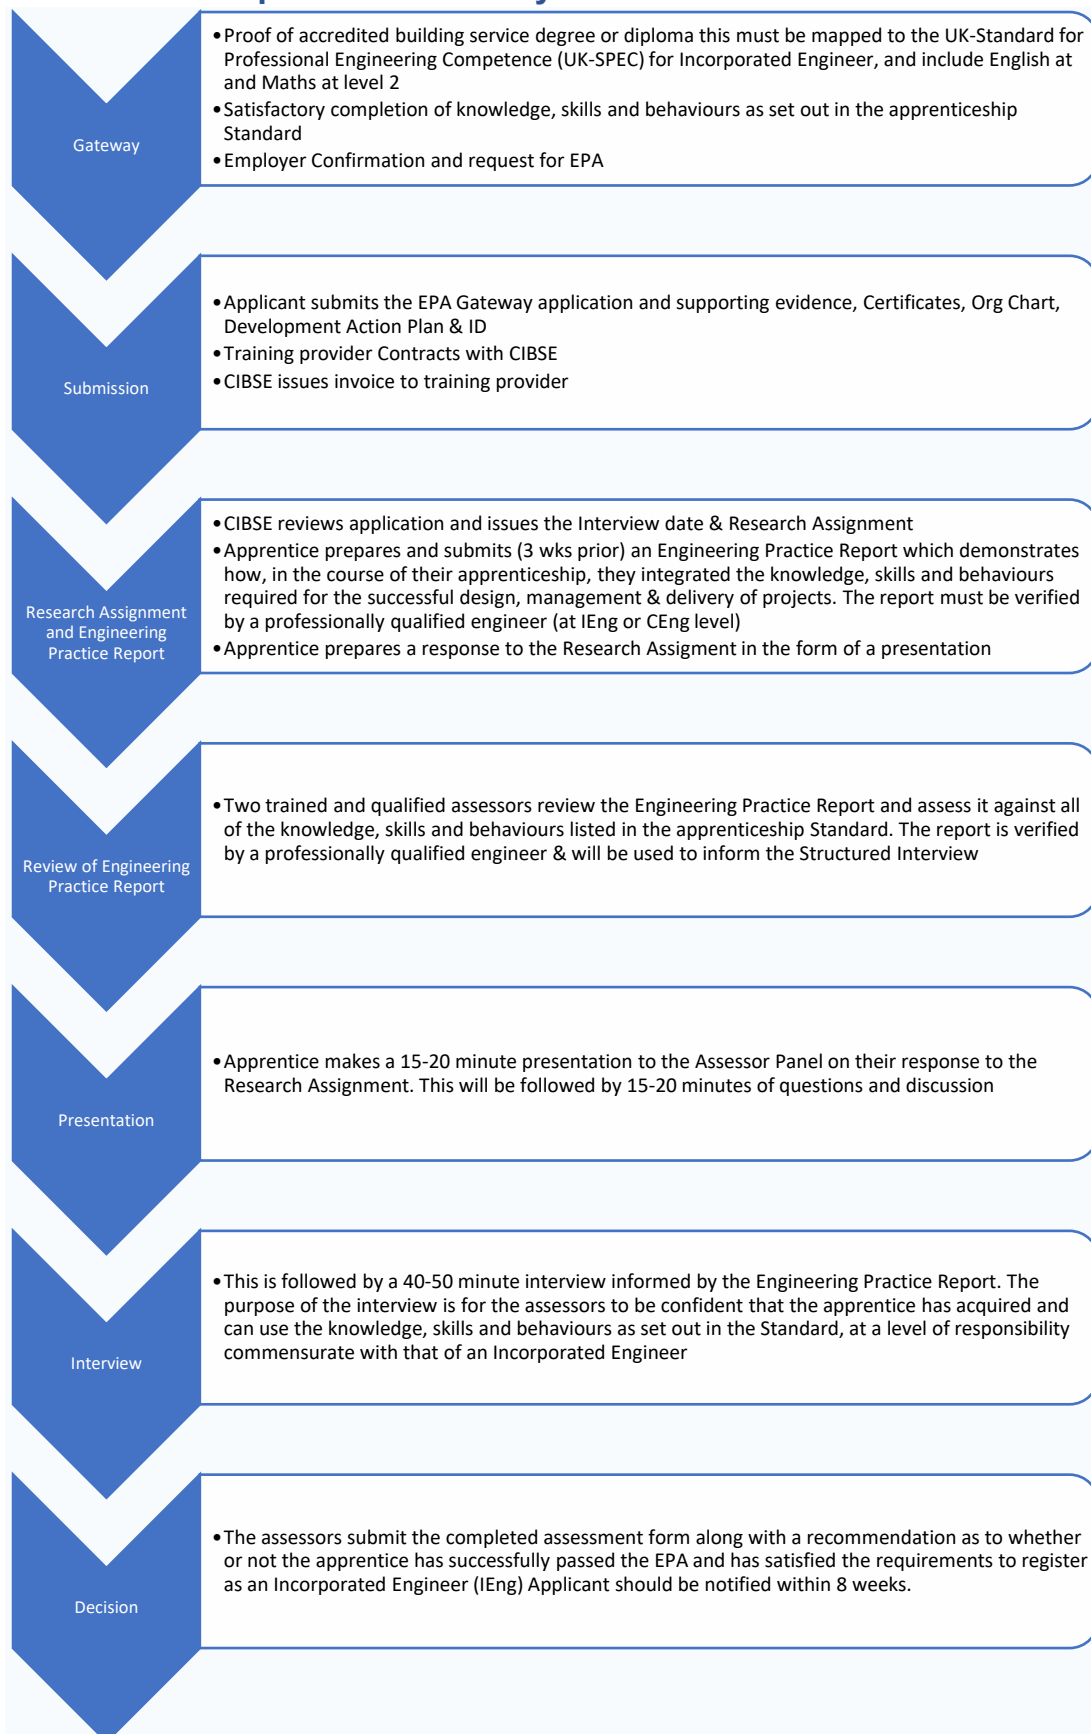 Gateway
•Proof of accredited building service degree or diploma this must be mapped to the UK-Standard for
Professional Engineering Competence (UK-SPEC) for Incorporated Engineer, and include English at
and Maths at level 2
•Satisfactory completion of knowledge, skills and behaviours as set out in the apprenticeship
Standard
•Employer Confirmation and request for EPA
Submission
•Applicant submits the EPA Gateway application and supporting evidence, Certificates, Org Chart,
Development Action Plan & ID
•Training provider Contracts with CIBSE
•CIBSE issues invoice to training provider
Research Assignment
and Engineering
Practice Report
•CIBSE reviews application and issues the Interview date & Research Assignment
•Apprentice prepares and submits (3 wks prior) an Engineering Practice Report which demonstrates
how, in the course of their apprenticeship, they integrated the knowledge, skills and behaviours
required for the successful design, management & delivery of projects. The report must be verified
by a professionally qualified engineer (at IEng or CEng level)
•Apprentice prepares a response to the Research Assigment in the form of a presentation
Review of Engineering
Practice Report
•Two trained and qualified assessors review the Engineering Practice Report and assess it against all
of the knowledge, skills and behaviours listed in the apprenticeship Standard. The report is verified
by a professionally qualified engineer & will be used to inform the Structured Interview
Presentation
•Apprentice makes a 15-20 minute presentation to the Assessor Panel on their response to the
Research Assignment. This will be followed by 15-20 minutes of questions and discussion
Interview
•This is followed by a 40-50 minute interview informed by the Engineering Practice Report. The
purpose of the interview is for the assessors to be confident that the apprentice has acquired and
can use the knowledge, skills and behaviours as set out in the Standard, at a level of responsibility
commensurate with that of an Incorporated Engineer
Decision
•The assessors submit the completed assessment form along with a recommendation as to whether
or not the apprentice has successfully passed the EPA and has satisfied the requirements to register
as an Incorporated Engineer (IEng) Applicant should be notified within 8 weeks.